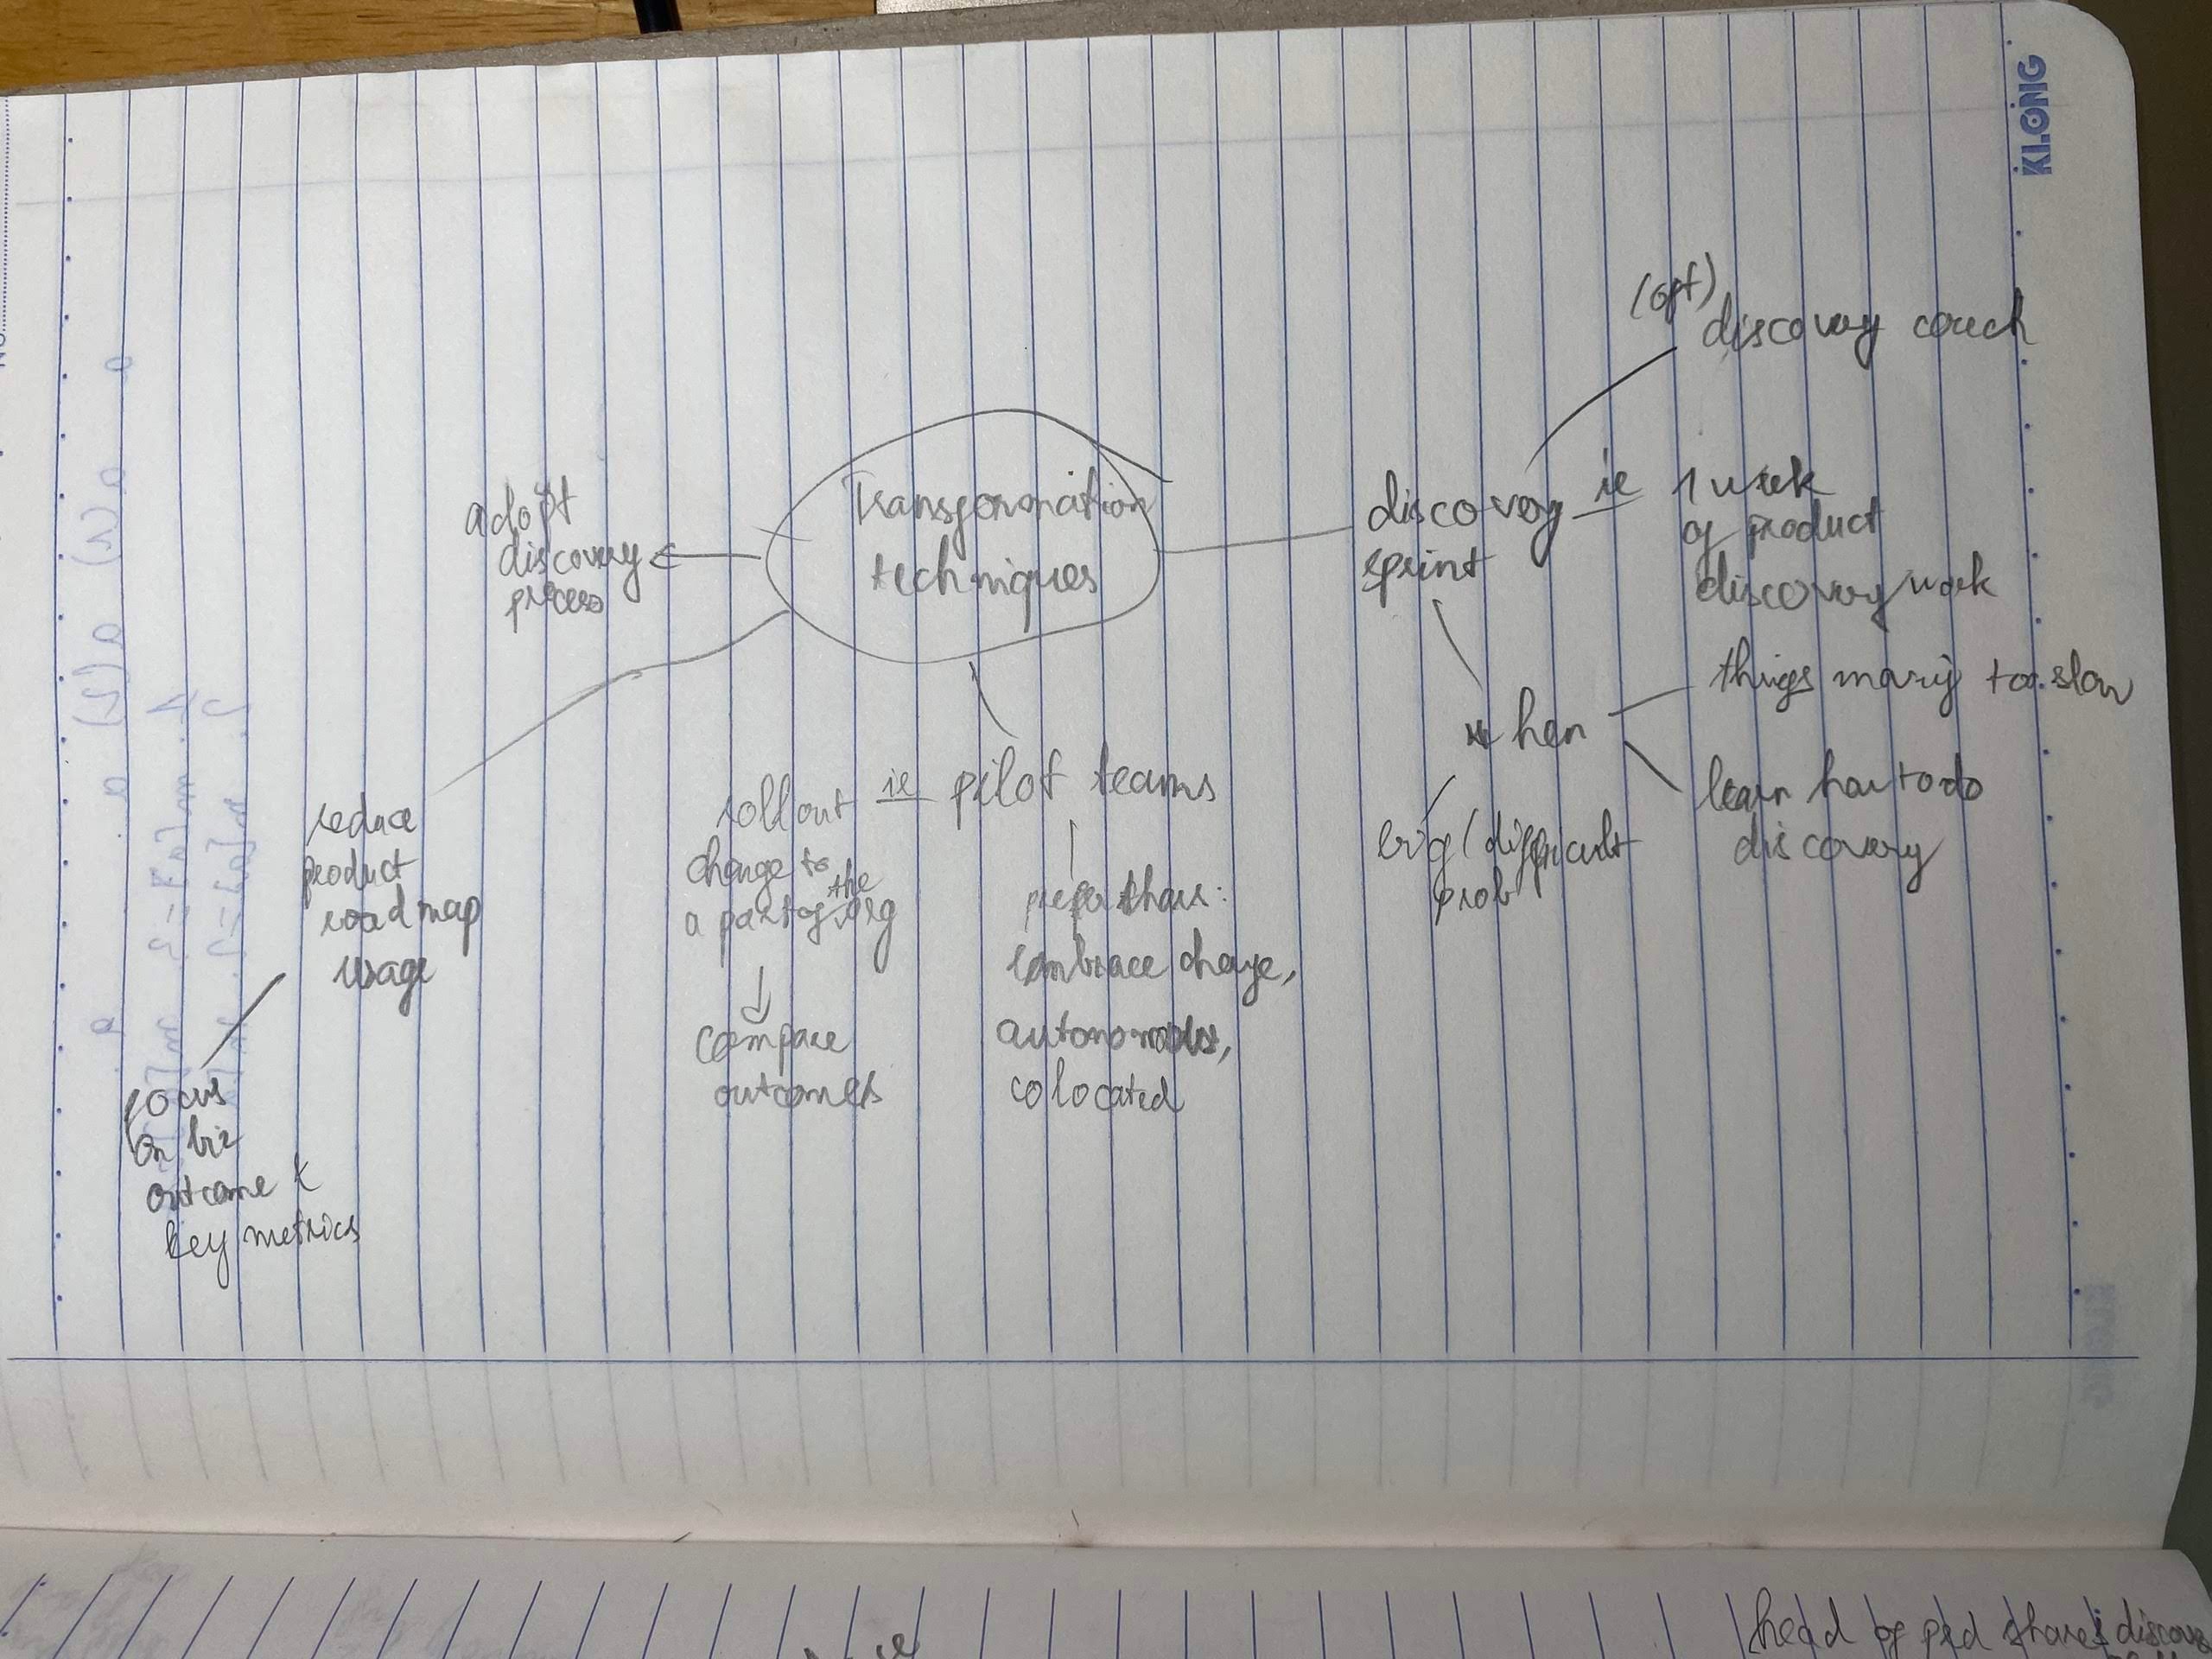 KLONG
(opt)
discovery coach
Transformation
techniques
adopt
discovery
process
discovery
sprint
ie
1 week
of product
discovery work
when
things moving too slow
learn how to do
discovery
big / difficult
prob
pilot teams
ie
rollout
change to
a part of the org
compare
outcomes
prefer those:
embrace change,
autonomous,
colocated
reduce
product
roadmap
usage
focus
on biz
outcome &
key metrics
head of prd